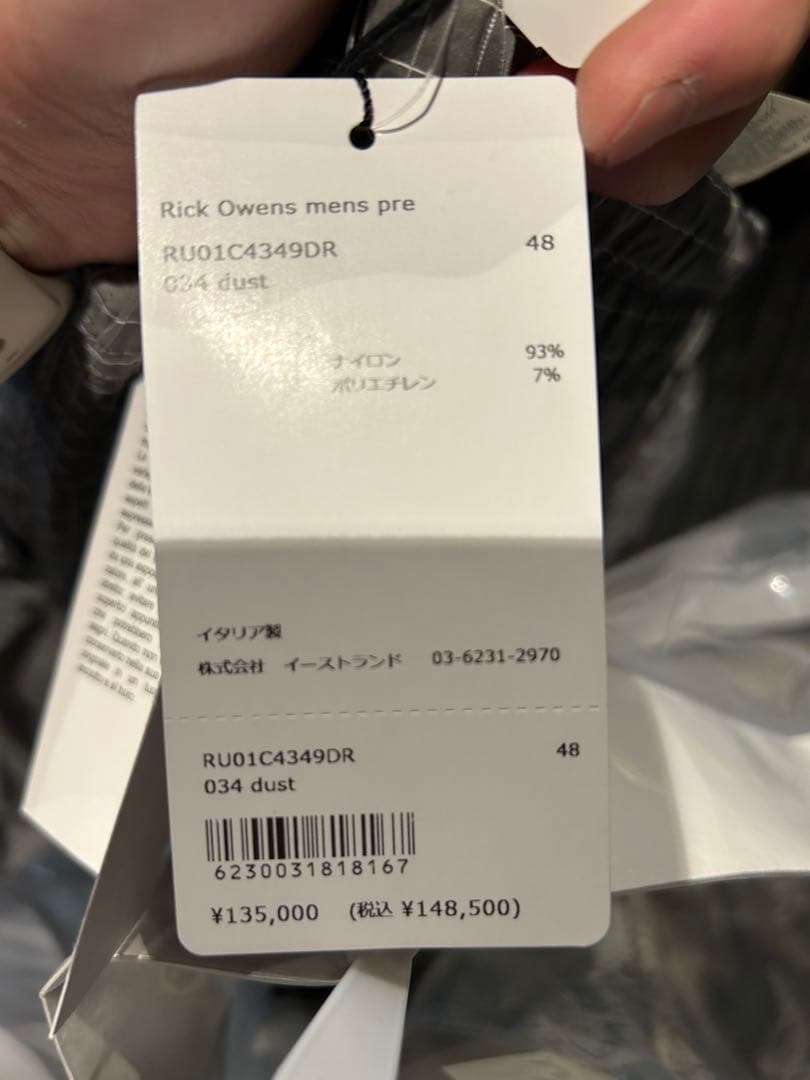 Rick Owens mens pre
RU01C4349DR 48
034 dust
ナイロン 93%
ポリエチレン 7%
イタリア製
株式会社 イーストランド 03-6231-2970
RU01C4349DR 48
034 dust
6230031818167
¥135,000 (税込 ¥148,500)